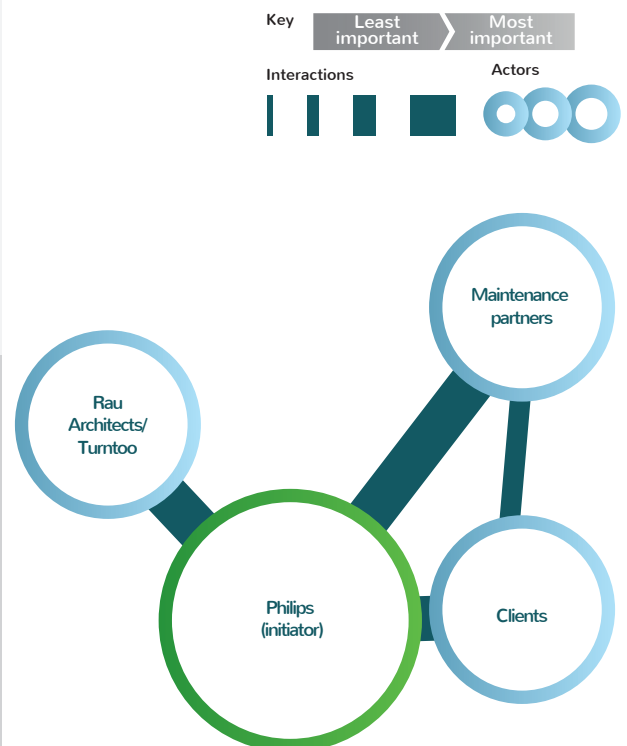 Key
Least
important
Most
important
Interactions
Actors
Maintenance
partners
Rau
Architects/
Turntoo
Philips
(initiator)
Clients